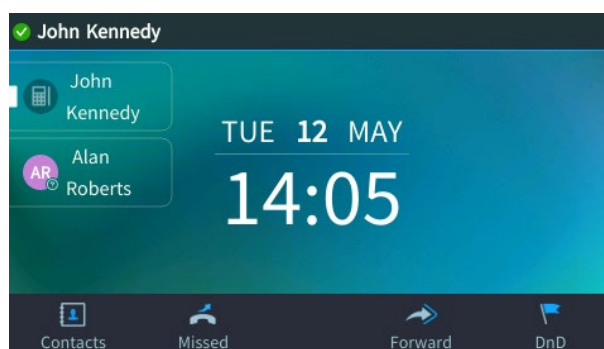 John Kennedy
John
Kennedy
AR
Alan
Roberts
TUE 12 MAY
14:05
Contacts
Missed
Forward
DnD